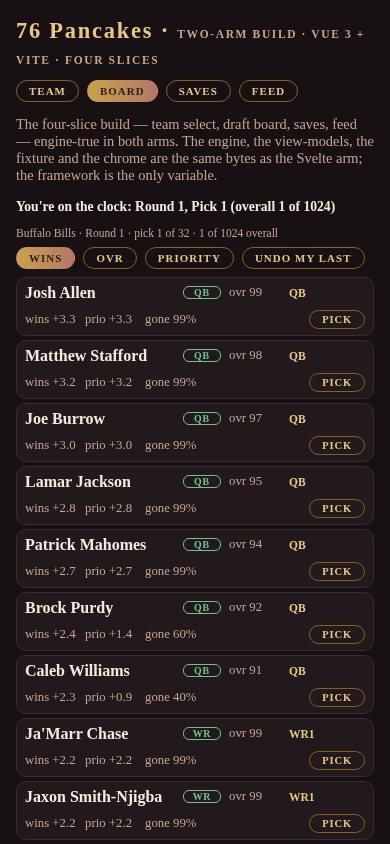 76 Pancakes · TWO-ARM BUILD · VUE 3 +
VITE · FOUR SLICES
TEAM BOARD SAVES FEED
The four-slice build — team select, draft board, saves, feed
— engine-true in both arms. The engine, the view-models, the
fixture and the chrome are the same bytes as the Svelte arm;
the framework is the only variable.
You're on the clock: Round 1, Pick 1 (overall 1 of 1024)
Buffalo Bills · Round 1 · pick 1 of 32 · 1 of 1024 overall
WINS OVR PRIORITY UNDO MY LAST
Josh Allen QB ovr 99 QB
wins +3.3 prio +3.3 gone 99% PICK
Matthew Stafford QB ovr 98 QB
wins +3.2 prio +3.2 gone 99% PICK
Joe Burrow QB ovr 97 QB
wins +3.0 prio +3.0 gone 99% PICK
Lamar Jackson QB ovr 95 QB
wins +2.8 prio +2.8 gone 99% PICK
Patrick Mahomes QB ovr 94 QB
wins +2.7 prio +2.7 gone 99% PICK
Brock Purdy QB ovr 92 QB
wins +2.4 prio +1.4 gone 60% PICK
Caleb Williams QB ovr 91 QB
wins +2.3 prio +0.9 gone 40% PICK
Ja'Marr Chase WR ovr 99 WR1
wins +2.2 prio +2.2 gone 99% PICK
Jaxon Smith-Njigba WR ovr 99 WR1
wins +2.2 prio +2.2 gone 99% PICK